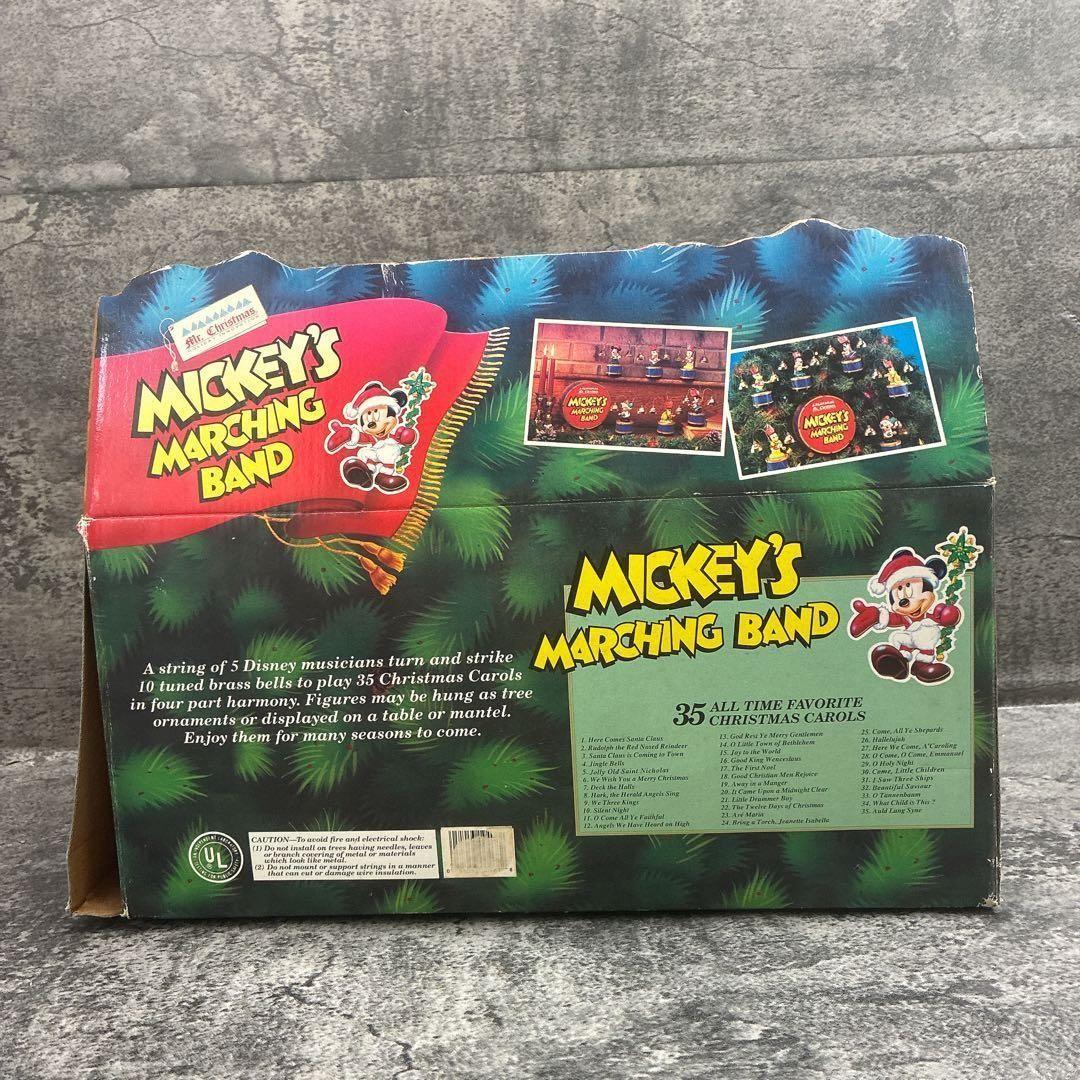 Mr. Christmas
MICKEY'S
MARCHING
BAND
MICKEY'S
MARCHING
BAND
MICKEY'S
MARCHING
BAND
MICKEY'S
MARCHING BAND
A string of 5 Disney musicians turn and strike
10 tuned brass bells to play 35 Christmas Carols
in four part harmony. Figures may be hung as tree
ornaments or displayed on a table or mantel.
Enjoy them for many seasons to come.
35 ALL TIME FAVORITE
CHRISTMAS CAROLS
1. Here Comes Santa Claus
2. Rudolph the Red Nosed Reindeer
3. Santa Claus is Coming to Town
4. Jingle Bells
5. Jolly Old Saint Nicholas
6. We Wish You a Merry Christmas
7. Deck the Halls
8. Hark, the Herald Angels Sing
9. We Three Kings
10. Silent Night
11. O Come All Ye Faithful
12. Angels We Have Heard on High
13. God Rest Ye Merry Gentlemen
14. O Little Town of Bethlehem
15. Joy to the World
16. Good King Wenceslaus
17. The First Noel
18. Good Christian Men Rejoice
19. Away in a Manger
20. It Came Upon a Midnight Clear
21. Little Drummer Boy
22. The Twelve Days of Christmas
23. Avé Maria
24. Bring a Torch, Jeanette Isabella
25. Come, All Ye Shepards
26. Hallelujah
27. Here We Come, A'Caroling
28. O Come, O Come, Emmanuel
29. O Holy Night
30. Come, Little Children
31. I Saw Three Ships
32. Beautiful Saviour
33. O Tannenbaum
34. What Child is This ?
35. Auld Lang Syne
UL
CAUTION—To avoid fire and electrical shock:
(1) Do not install on trees having needles, leaves
or branch covering of metal or materials
which look like metal.
(2) Do not mount or support strings in a manner
that can cut or damage wire insulation.